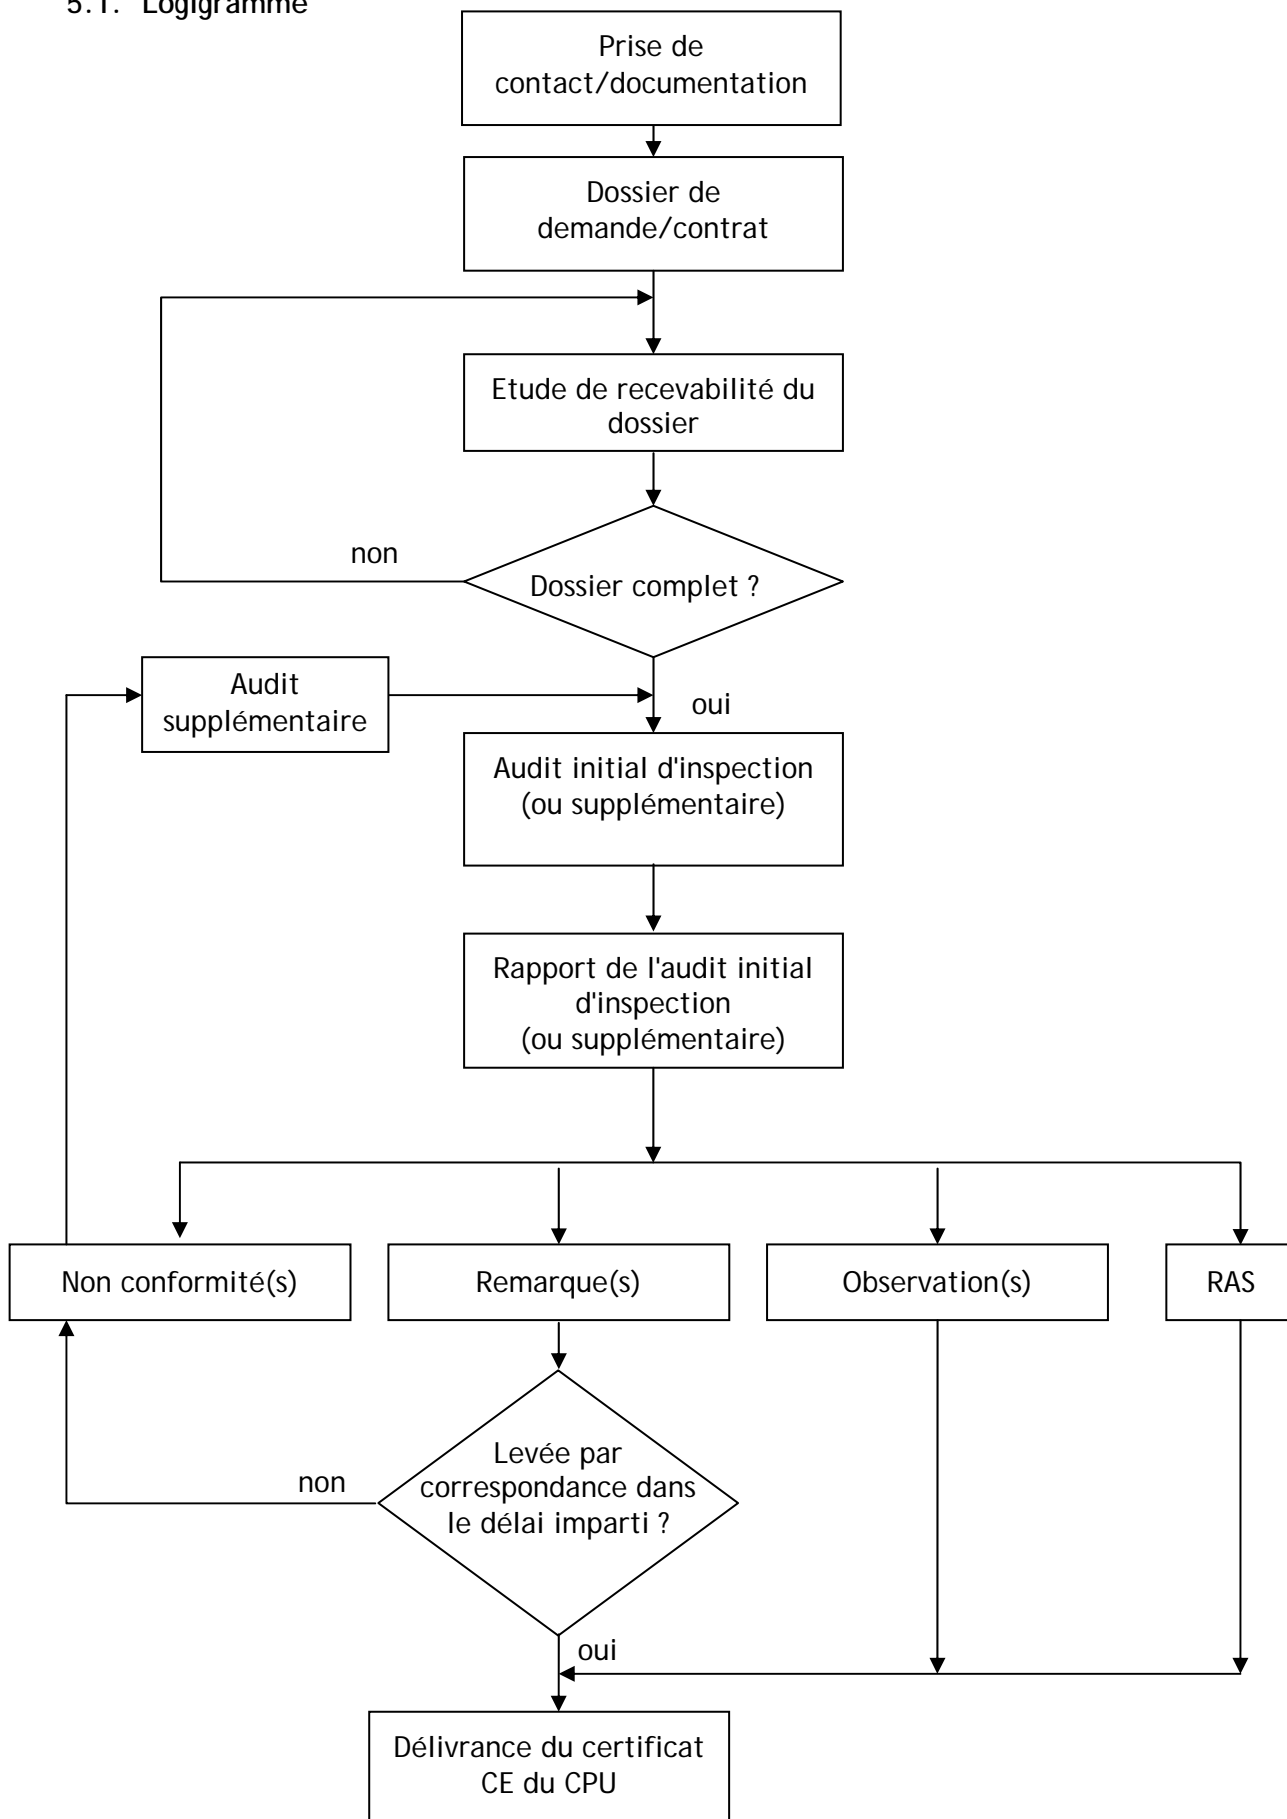 5.1. Logigramme
Prise de
contact/documentation
Dossier de
demande/contrat
Etude de recevabilité du
dossier
non
Dossier complet ?
Audit
supplémentaire
oui
Audit initial d'inspection
(ou supplémentaire)
Rapport de l'audit initial
d'inspection
(ou supplémentaire)
Non conformité(s)
Remarque(s)
Observation(s)
RAS
Levée par
correspondance dans
le délai imparti ?
non
oui
Délivrance du certificat
CE du CPU